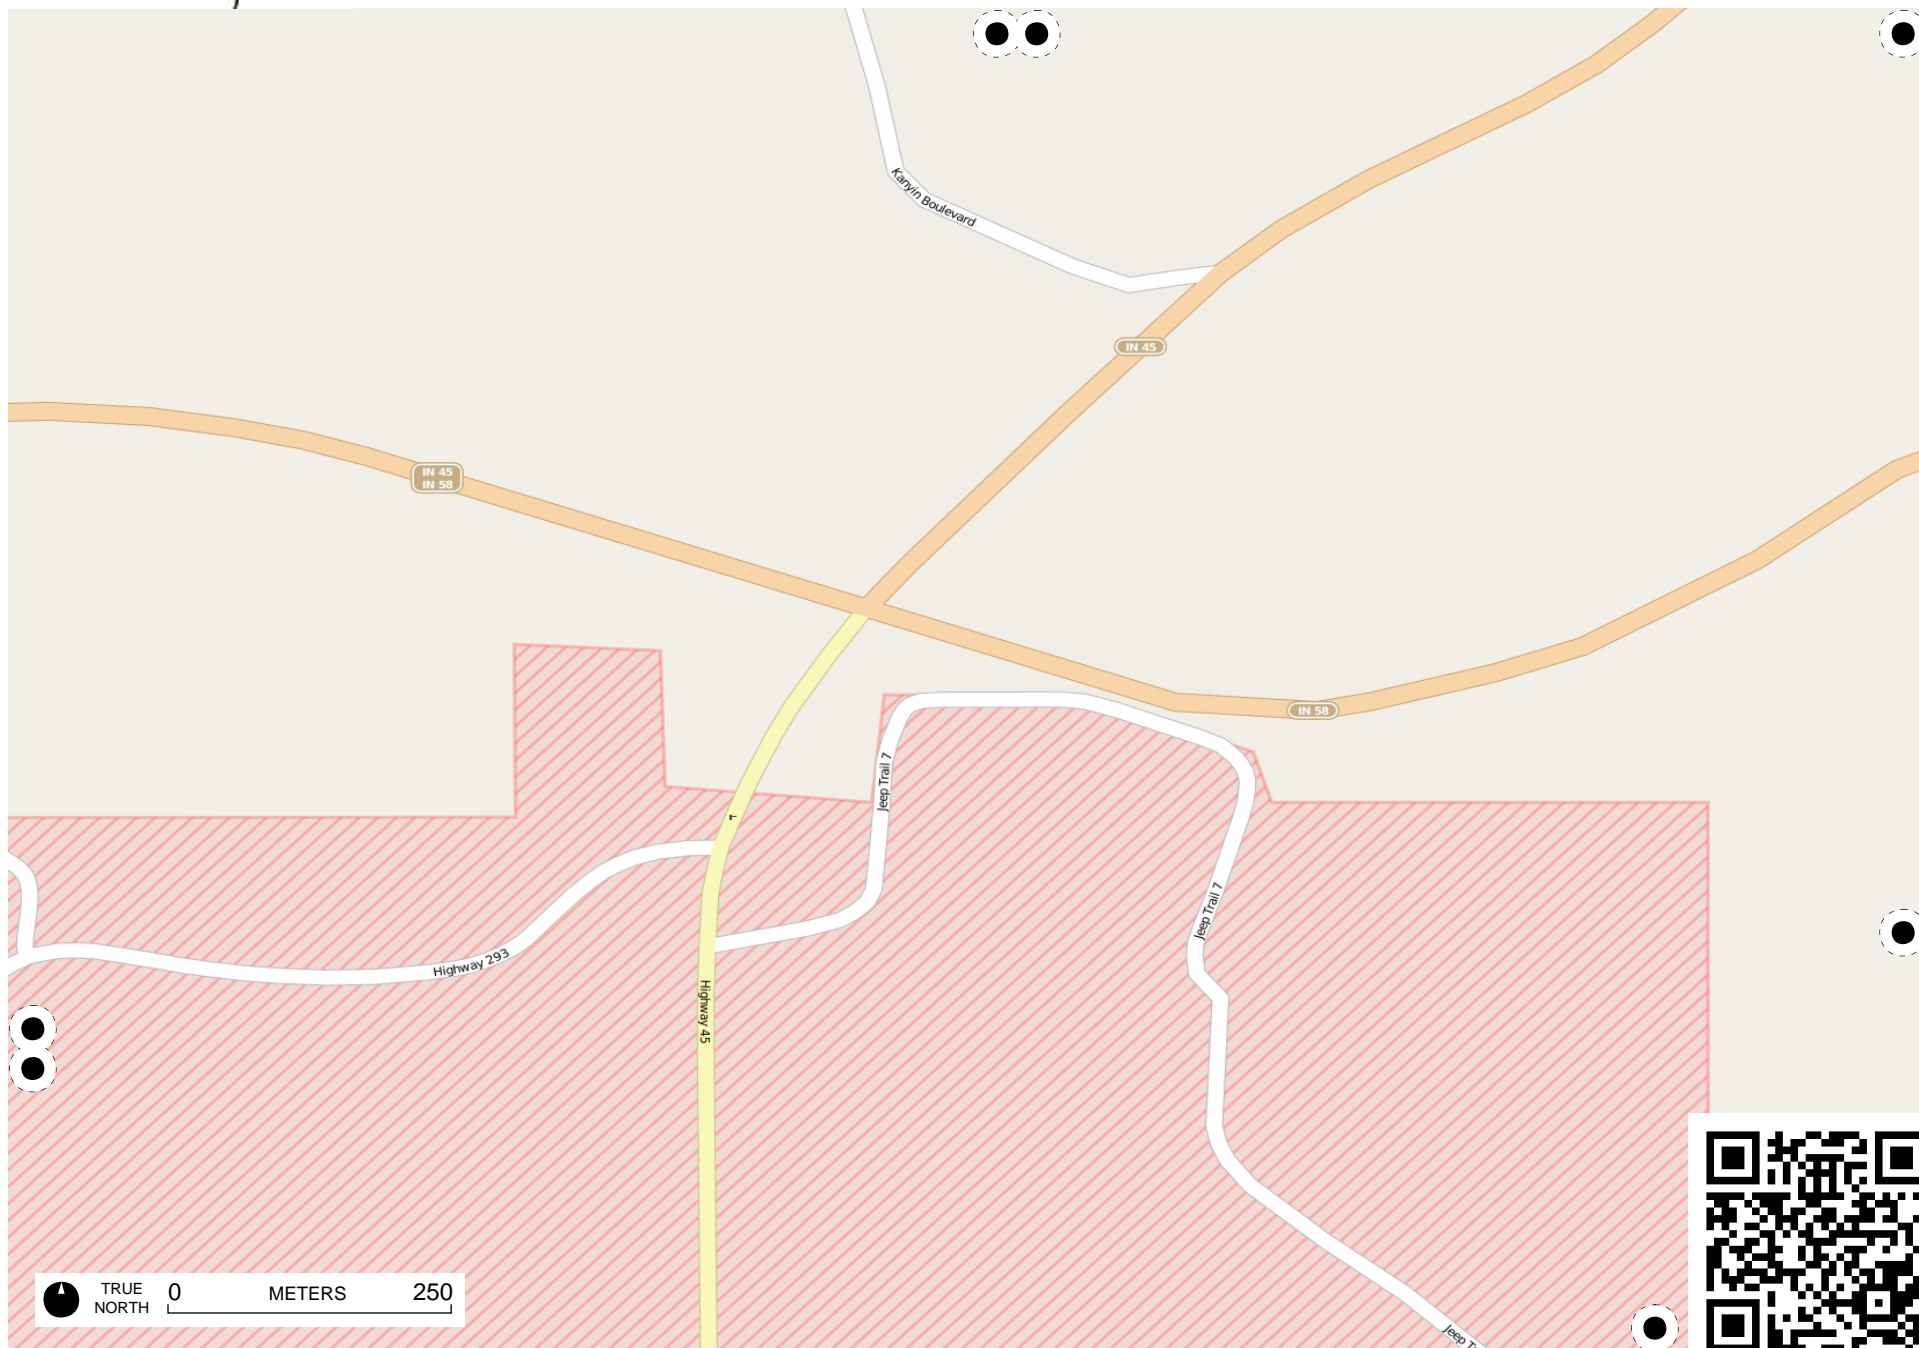 Kanyin Boulevard
IN 45
IN 45
IN 58
IN 58
Jeep Trail 7
Jeep Trail 7
Highway 293
Highway 45
TRUE
NORTH
0 METERS 250
Jeep